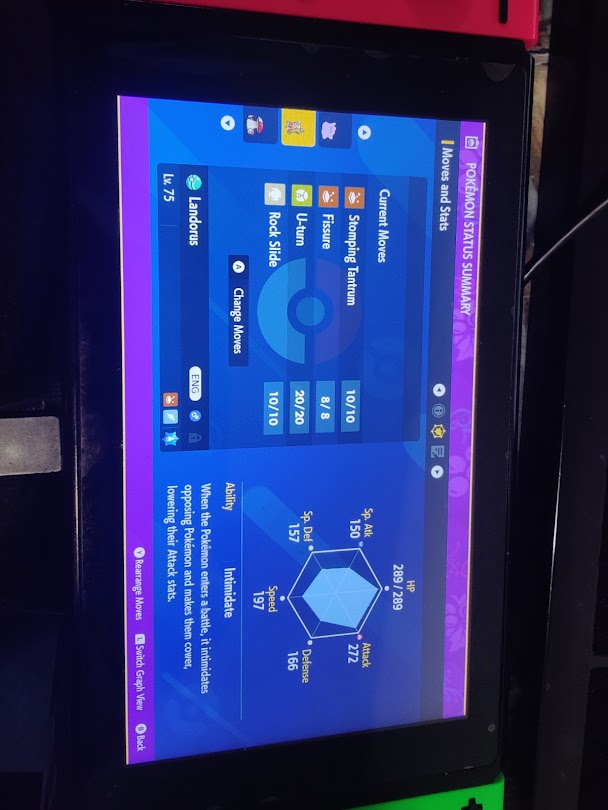 POKÉMON STATUS SUMMARY
Moves and Stats
Current Moves
Stomping Tantrum 10/10
Fissure 8/8
U-turn 20/20
Rock Slide 10/10
A Change Moves
Landorus ENG
Lv. 75
HP
289/289
Sp. Atk
150
Attack
272
Sp. Def
157
Defense
166
Speed
197
Ability Intimidate
When the Pokémon enters a battle, it intimidates
opposing Pokémon and makes them cower,
lowering their Attack stats.
Y Rearrange Moves L Switch Graph View B Back